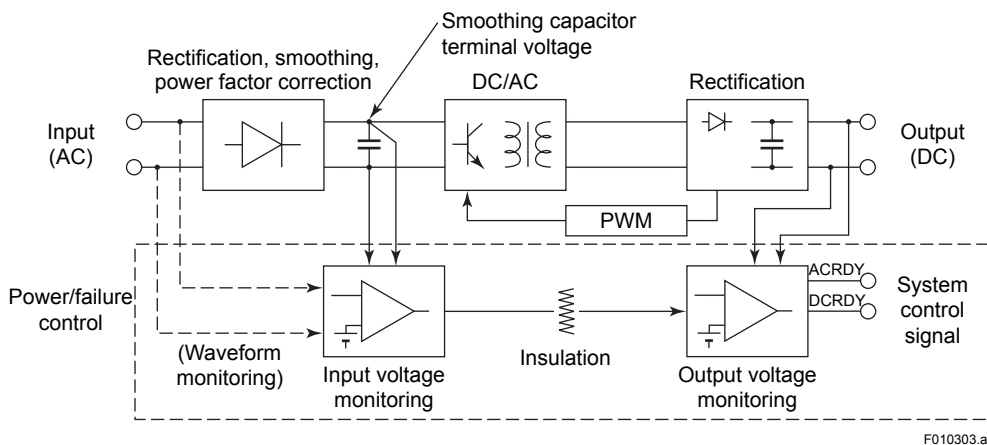 Smoothing capacitor
terminal voltage
Rectification, smoothing,
power factor correction
DC/AC
Rectification
Input
(AC)
Output
(DC)
PWM
Power/failure
control
ACRDY
DCRDY
System
control
signal
(Waveform
monitoring)
Input voltage
monitoring
Insulation
Output voltage
monitoring
F010303.ai